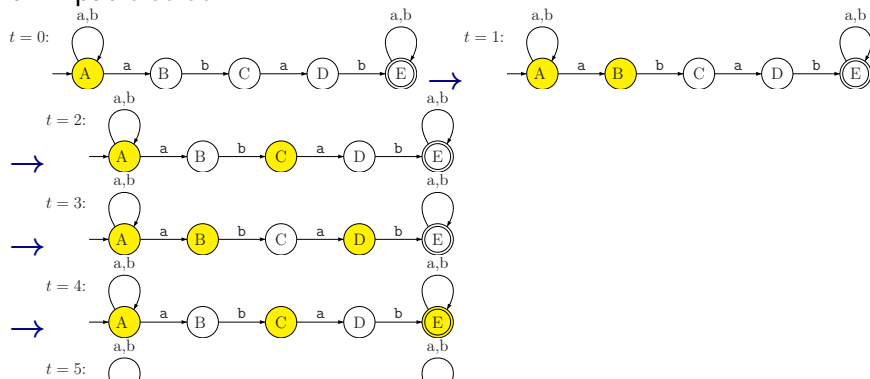 a,b a,b a,b a,b
t = 0: A a B b C a D b E → t = 1: A a B b C a D b E
a,b a,b
t = 2: A a B b C a D b E
→
a,b a,b
t = 3: A a B b C a D b E
→
a,b a,b
t = 4: A a B b C a D b E
→
a,b a,b
t = 5: